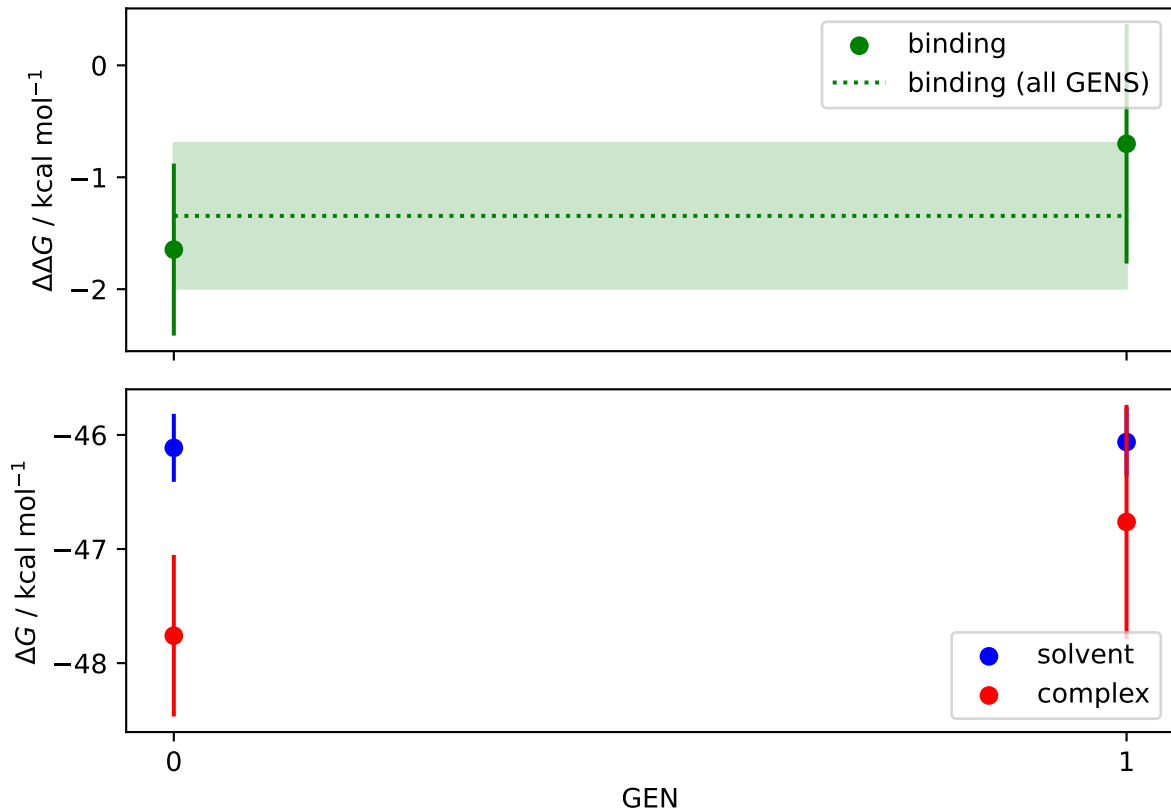 0
−1
−2
ΔΔG / kcal mol⁻¹
binding
binding (all GENS)
−46
−47
−48
ΔG / kcal mol⁻¹
solvent
complex
0
1
GEN